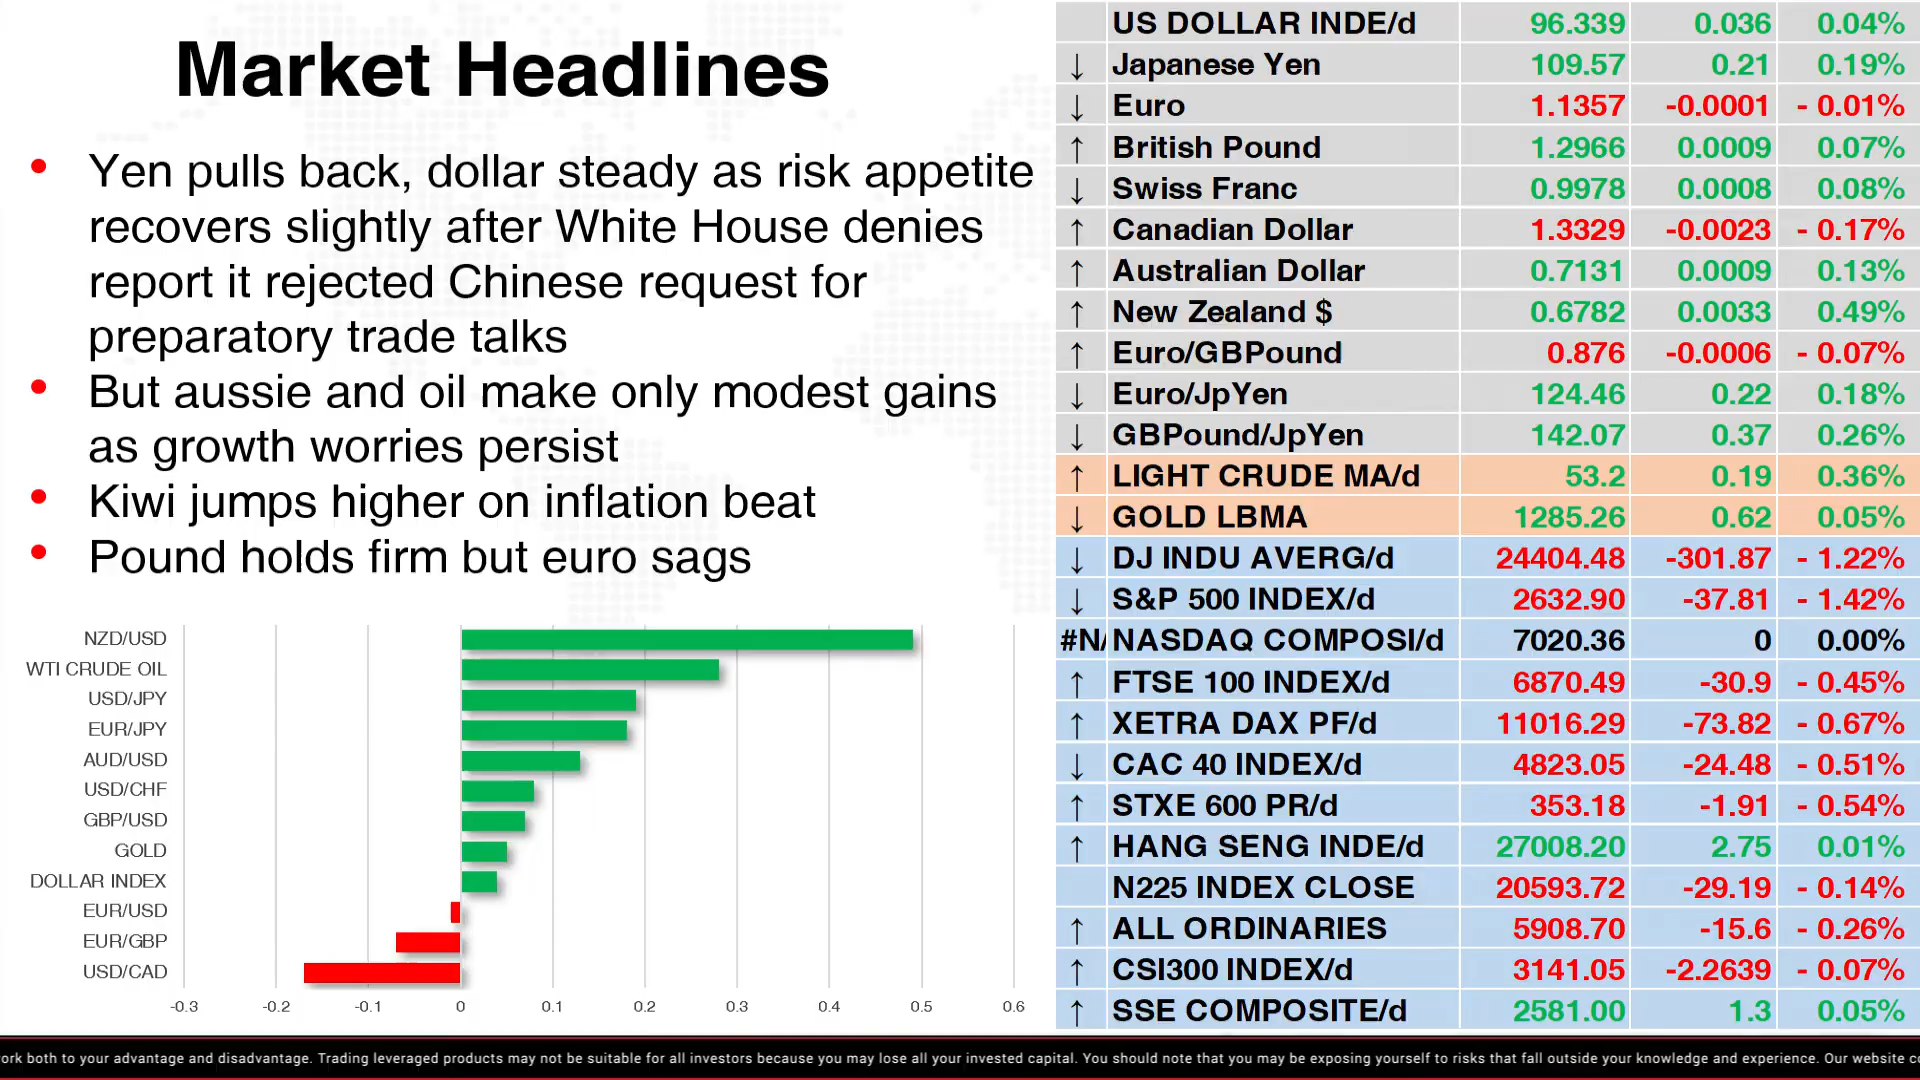 Market Headlines
• Yen pulls back, dollar steady as risk appetite
recovers slightly after White House denies
report it rejected Chinese request for
preparatory trade talks
• But aussie and oil make only modest gains
as growth worries persist
• Kiwi jumps higher on inflation beat
• Pound holds firm but euro sags
NZD/USD
WTI CRUDE OIL
USD/JPY
EUR/JPY
AUD/USD
USD/CHF
GBP/USD
GOLD
DOLLAR INDEX
EUR/USD
EUR/GBP
USD/CAD
-0.3 -0.2 -0.1 0 0.1 0.2 0.3 0.4 0.5 0.6
US DOLLAR INDE/d 96.339 0.036 0.04%
↓ Japanese Yen 109.57 0.21 0.19%
↓ Euro 1.1357 -0.0001 - 0.01%
↑ British Pound 1.2966 0.0009 0.07%
↓ Swiss Franc 0.9978 0.0008 0.08%
↑ Canadian Dollar 1.3329 -0.0023 - 0.17%
↑ Australian Dollar 0.7131 0.0009 0.13%
↑ New Zealand $ 0.6782 0.0033 0.49%
↑ Euro/GBPound 0.876 -0.0006 - 0.07%
↓ Euro/JpYen 124.46 0.22 0.18%
↓ GBPound/JpYen 142.07 0.37 0.26%
↑ LIGHT CRUDE MA/d 53.2 0.19 0.36%
↓ GOLD LBMA 1285.26 0.62 0.05%
↓ DJ INDU AVERG/d 24404.48 -301.87 - 1.22%
↓ S&P 500 INDEX/d 2632.90 -37.81 - 1.42%
#N/ NASDAQ COMPOSI/d 7020.36 0 0.00%
↑ FTSE 100 INDEX/d 6870.49 -30.9 - 0.45%
↑ XETRA DAX PF/d 11016.29 -73.82 - 0.67%
↓ CAC 40 INDEX/d 4823.05 -24.48 - 0.51%
↑ STXE 600 PR/d 353.18 -1.91 - 0.54%
↑ HANG SENG INDE/d 27008.20 2.75 0.01%
N225 INDEX CLOSE 20593.72 -29.19 - 0.14%
↑ ALL ORDINARIES 5908.70 -15.6 - 0.26%
↑ CSI300 INDEX/d 3141.05 -2.2639 - 0.07%
↑ SSE COMPOSITE/d 2581.00 1.3 0.05%
ork both to your advantage and disadvantage. Trading leveraged products may not be suitable for all investors because you may lose all your invested capital. You should note that you may be exposing yourself to risks that fall outside your knowledge and experience. Our website co